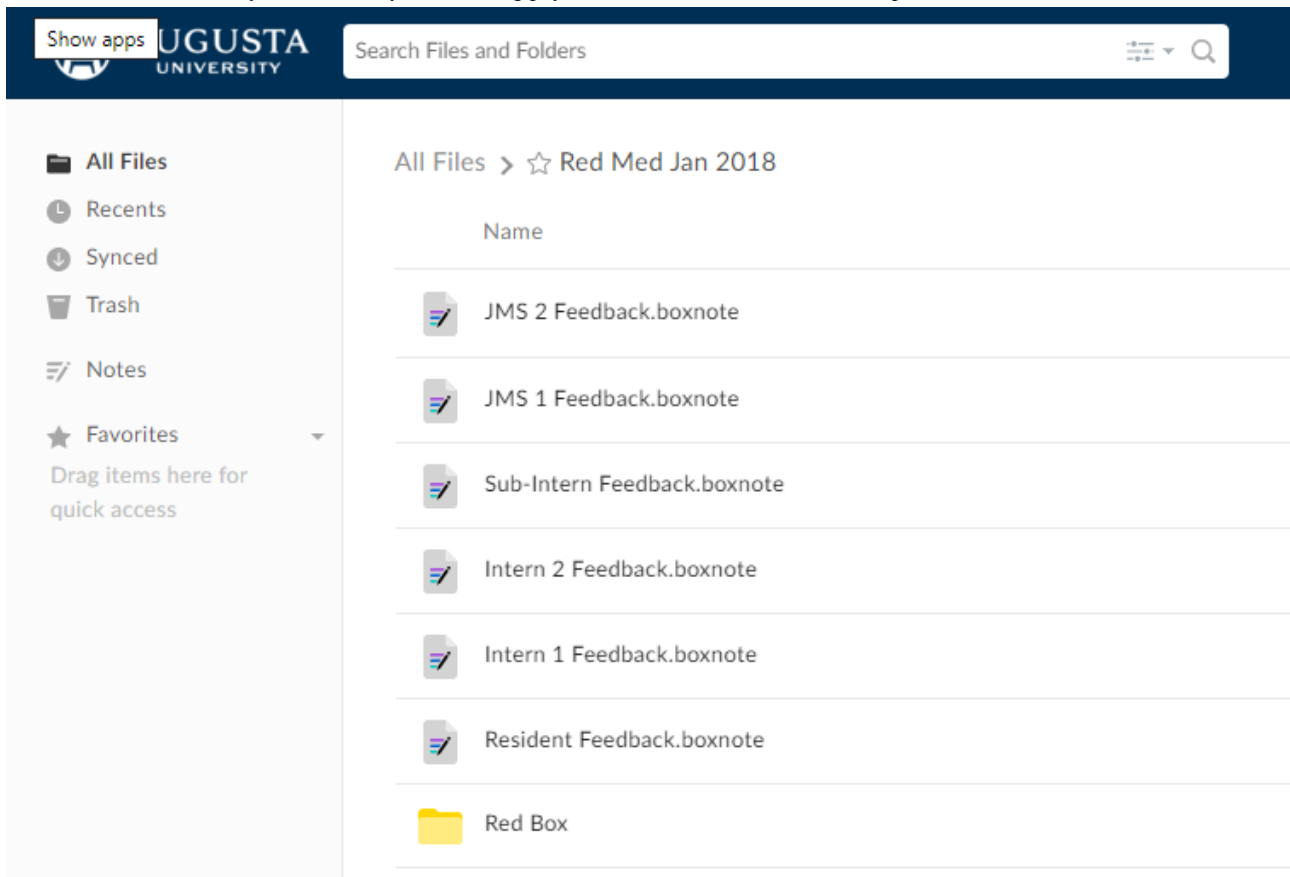 Show apps
UGUSTA
UNIVERSITY
Search Files and Folders
All Files
Recents
Synced
Trash
Notes
Favorites
Drag items here for
quick access
All Files > Red Med Jan 2018
Name
JMS 2 Feedback.boxnote
JMS 1 Feedback.boxnote
Sub-Intern Feedback.boxnote
Intern 2 Feedback.boxnote
Intern 1 Feedback.boxnote
Resident Feedback.boxnote
Red Box